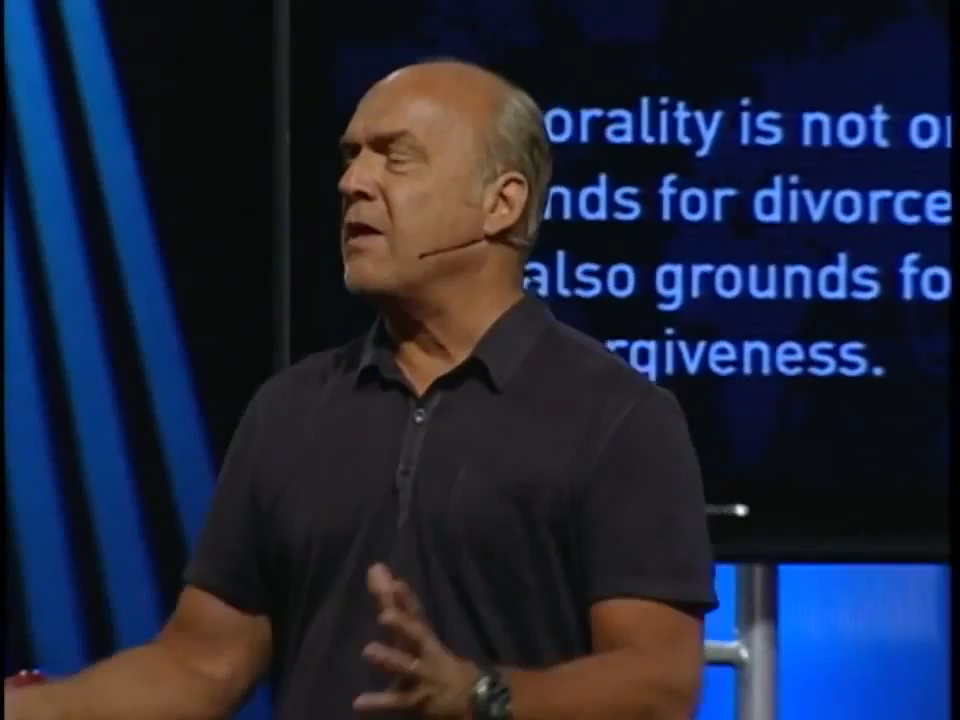 orality is not o
nds for divorce
also grounds fo
rgiveness.